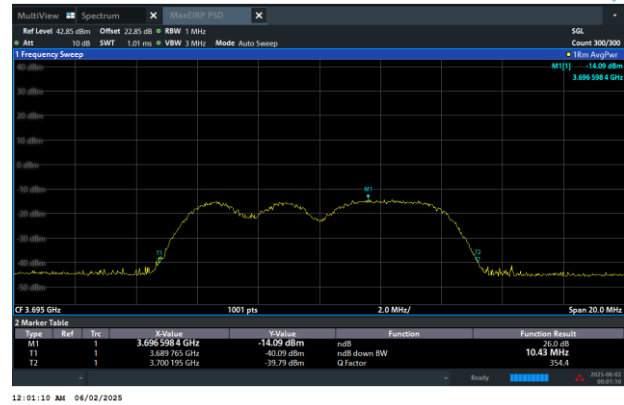 MultiView Spectrum X MaxEIRP PSD X
Ref Level 42.85 dBm Offset 22.85 dB RBW 1 MHz SGL
Att 10 dB SWT 1.01 ms VBW 3 MHz Mode Auto Sweep Count 300/300
1 Frequency Sweep 1Rm AvgPwr
40 dBm M1[1] -14.09 dBm
3.696 598 4 GHz
30 dBm
20 dBm
10 dBm
0 dBm
-10 dBm
M1
-20 dBm
-30 dBm
T1 T2
-40 dBm
-50 dBm
CF 3.695 GHz 1001 pts 2.0 MHz/ Span 20.0 MHz
2 Marker Table
Type Ref Trc X-Value Y-Value Function Function Result
M1 1 3.696 598 4 GHz -14.09 dBm ndB 26.0 dB
T1 1 3.689 765 GHz -40.09 dBm ndB down BW 10.43 MHz
T2 1 3.700 195 GHz -39.79 dBm Q Factor 354.4
Ready 2025-06-02
00:01:10
12:01:10 AM 06/02/2025